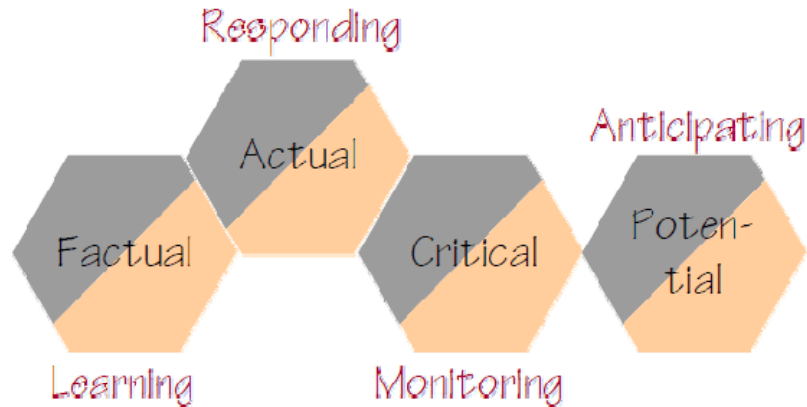 Responding
Anticipating
Actual
Poten-
tial
Factual
Critical
Learning
Monitoring